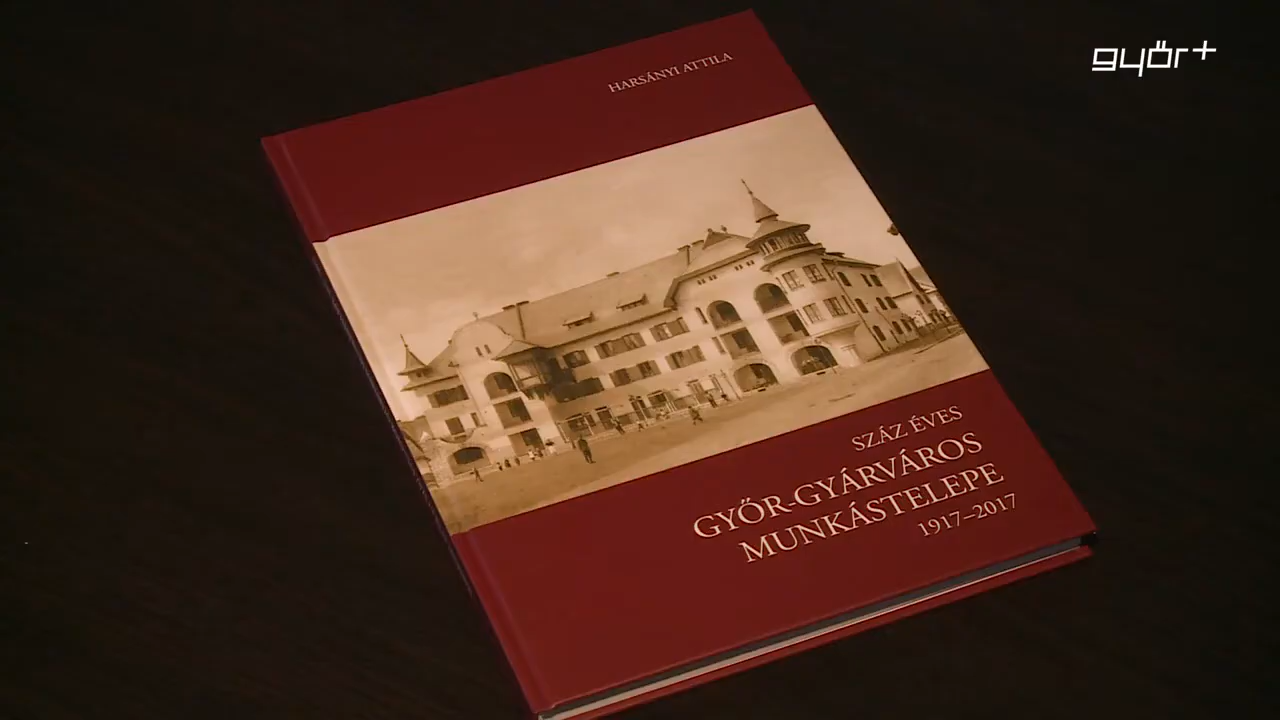 győr+
HARSÁNYI ATTILA
SZÁZ ÉVES
GYŐR-GYÁRVÁROS
MUNKÁSTELEPE
1917–2017